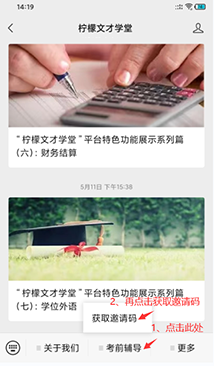 14:19
柠檬文才学堂
“柠檬文才学堂”平台特色功能展示系列篇
(六)：财务结算
5月11日 下午15:38
“柠檬文才学堂”平台特色功能展示系列篇
(七)：学位外语
2、再点击获取邀请码
获取邀请码
1、点击此处
关于我们
考前辅导
更多